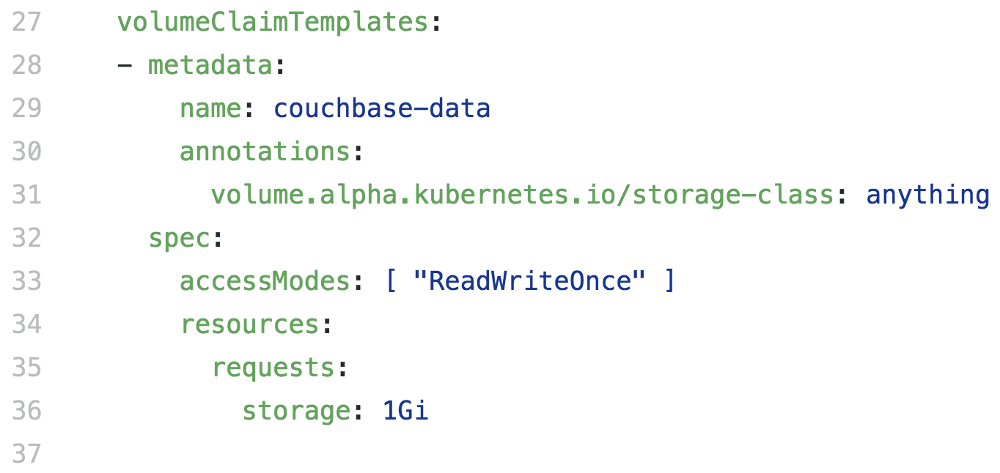 27 volumeClaimTemplates:
28 - metadata:
29 name: couchbase-data
30 annotations:
31 volume.alpha.kubernetes.io/storage-class: anything
32 spec:
33 accessModes: [ "ReadWriteOnce" ]
34 resources:
35 requests:
36 storage: 1Gi
37